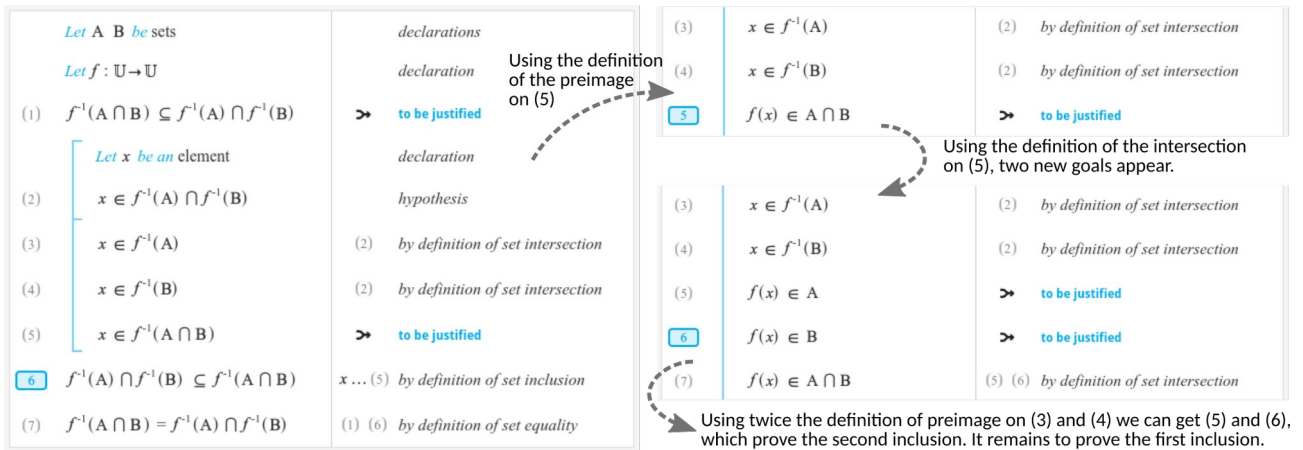 Let A B be sets declarations
Let f : 𝕌→𝕌 declaration
(1) f⁻¹(A ⋂ B) ⊆ f⁻¹(A) ⋂ f⁻¹(B) ↣ to be justified
Let x be an element declaration
(2) x ∈ f⁻¹(A) ⋂ f⁻¹(B) hypothesis
(3) x ∈ f⁻¹(A) (2) by definition of set intersection
(4) x ∈ f⁻¹(B) (2) by definition of set intersection
(5) x ∈ f⁻¹(A ⋂ B) ↣ to be justified
6 f⁻¹(A) ⋂ f⁻¹(B) ⊆ f⁻¹(A ⋂ B) x ... (5) by definition of set inclusion
(7) f⁻¹(A ⋂ B) = f⁻¹(A) ⋂ f⁻¹(B) (1) (6) by definition of set equality
Using the definition
of the preimage
on (5)
(3) x ∈ f⁻¹(A) (2) by definition of set intersection
(4) x ∈ f⁻¹(B) (2) by definition of set intersection
5 f(x) ∈ A ⋂ B ↣ to be justified
Using the definition of the intersection
on (5), two new goals appear.
(3) x ∈ f⁻¹(A) (2) by definition of set intersection
(4) x ∈ f⁻¹(B) (2) by definition of set intersection
(5) f(x) ∈ A ↣ to be justified
6 f(x) ∈ B ↣ to be justified
(7) f(x) ∈ A ⋂ B (5) (6) by definition of set intersection
Using twice the definition of preimage on (3) and (4) we can get (5) and (6),
which prove the second inclusion. It remains to prove the first inclusion.